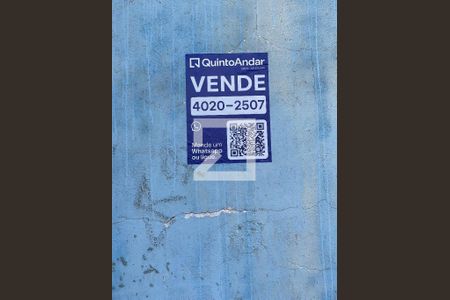 QuintoAndar
VENDE
4020-2507
Mande um
Whatsapp
ou ligue.